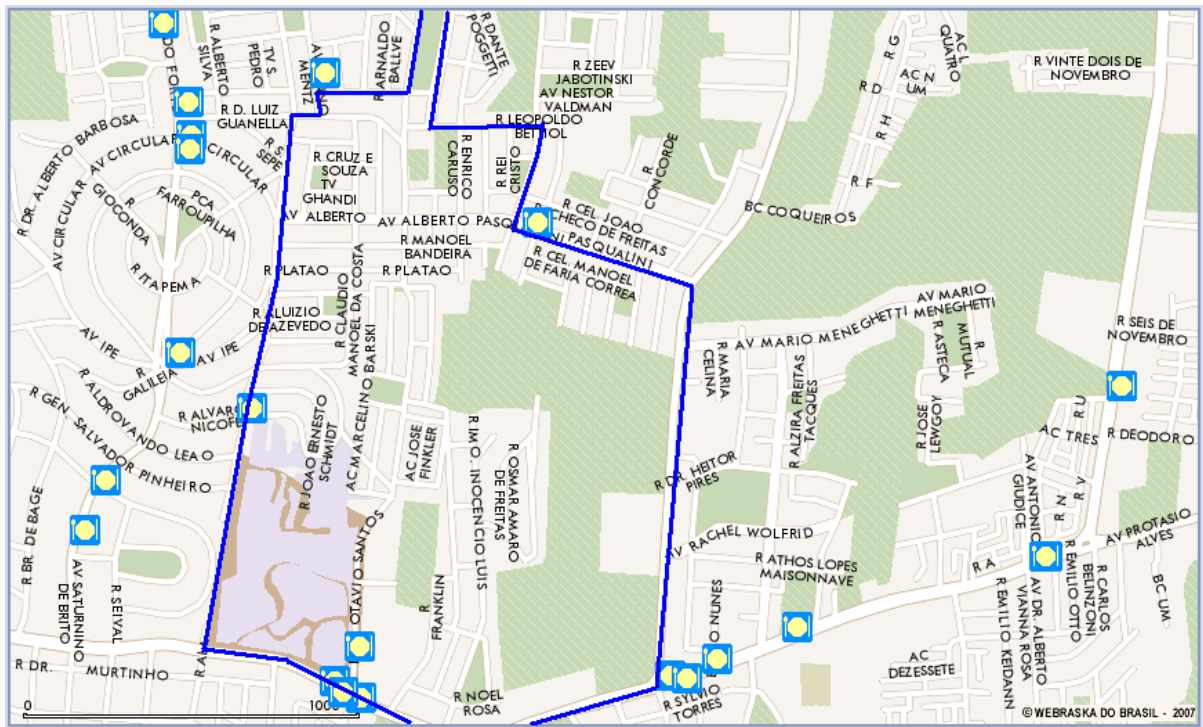 R ALBERTO
SILVA
TV S
PEDRO
MENTZ
R ARNALDO
BALLVE
R DANTE
POGGETTI
R ZEEV
JABOTINSKI
AV NESTOR
VALDMAN
R LEOPOLDO
R G
AC L
QUATRO
AC N
UM
R D
R H
R F
R VINTE DOIS DE
NOVEMBRO
R D. LUIZ
GUANELLA
R S.
SEPE
R DR. ALBERTO BARBOSA
AV CIRCULAR
CIRCULAR
AV CIRCULAR
R
GIOCONDA
PCA
FARROUPILHA
R ITAPEMA
R CRUZ E
SOUZA
TV
GHANDI
R ENRICO
CARUSO
R REI
CRISTO
R
CONCORDE
BC COQUEIROS
AV ALBERTO
AV ALBERTO PASQ
R CEL. JOAO
PACHECO DE FREITAS
NI PASQUALINI
R MANOEL
BANDEIRA
R CEL. MANOEL
DE FARIA CORREA
R PLATAO
R PLATAO
R ALUIZIO
DE AZEVEDO
R CLAUDIO
MANOEL DA COSTA
AC MARCELINO BARSKI
AV MARIO
MENEGHETTI
AV MARIO MENEGHETTI
R ASTECA
R
MUTUAL
R JOSE
LEWGOY
R SEIS DE
NOVEMBRO
AV IPE
R
GALILEIA
AV IPE
R ALDROVANDO LEAO
R GEN. SALVADOR PINHEIRO
R ALVARO
R JOAO ERNESTO
SCHMIDT
AC JOSE
FINKLER
R IM.O. INOCENCIO LUIS
R OSMAR AMARO
DE FREITAS
R MARIA
CELINA
R ALZIRA FREITAS
TACQUES
R U
AC TRES
R DEODORO
AV ANTONIO
GIUDICE
R V
R N
R DR. HEITOR
PIRES
AV RACHEL WOLFRID
R ATHOS LOPES
MAISONNAVE
R A
AV PROTASIO
ALVES
R BR. DE BAGE
AV SATURNINO
DE BRITO
R SEIVAL
OTAVIO SANTOS
R
FRANKLIN
NUNES
R EMILIO OTTO
R CARLOS
BELINZONI
BC UM
AV DR. ALBERTO
VIANNA ROSA
R EMILIO KEIDANN
AC
DEZESSETE
R DR.
MURTINHO
R NOEL
ROSA
R SYLVIO
TORRES
0
© WEBRASKA DO BRASIL - 2007